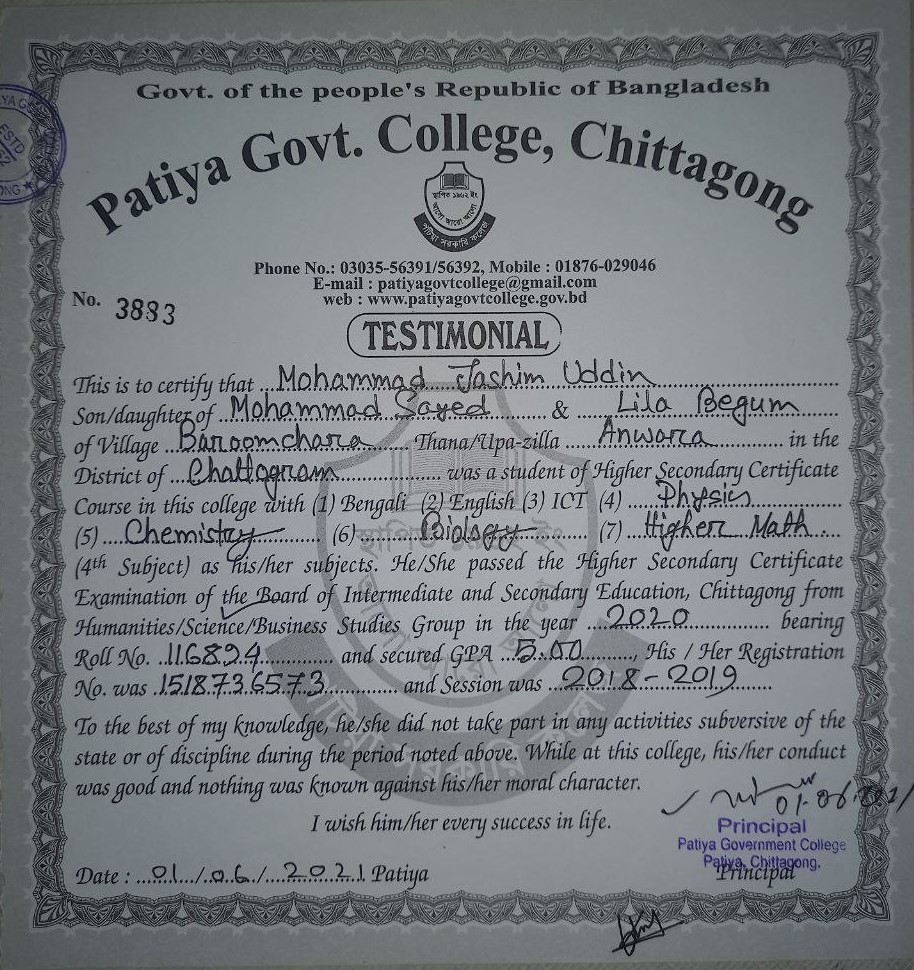 Govt. of the people's Republic of Bangladesh
Patiya Govt. College, Chittagong
স্থাপিত ১৯৬২ ইং
আলো আরো আলো
পটিয়া সরকারি কলেজ
Phone No.: 03035-56391/56392, Mobile : 01876-029046
E-mail : patiyagovtcollege@gmail.com
web : www.patiyagovtcollege.gov.bd
No. 3883
TESTIMONIAL
This is to certify that Mohammad Jashim Uddin
Son/daughter of Mohammad Sayed & Lila Begum
of Village Baroomchara Thana/Upa-zilla Anwara in the
District of Chattogram was a student of Higher Secondary Certificate
Course in this college with (1) Bengali (2) English (3) ICT (4) Physics
(5) Chemistry (6) Biology (7) Higher Math
(4th Subject) as his/her subjects. He/She passed the Higher Secondary Certificate
Examination of the Board of Intermediate and Secondary Education, Chittagong from
Humanities/Science/Business Studies Group in the year 2020 bearing
Roll No. 116894 and secured GPA 5.00, His / Her Registration
No. was 1518736573 and Session was 2018-2019
To the best of my knowledge, he/she did not take part in any activities subversive of the
state or of discipline during the period noted above. While at this college, his/her conduct
was good and nothing was known against his/her moral character.
I wish him/her every success in life.
01-06-2021
Principal
Patiya Government College
Patiya, Chittagong.
Principal
Date : 01/06/2021 Patiya